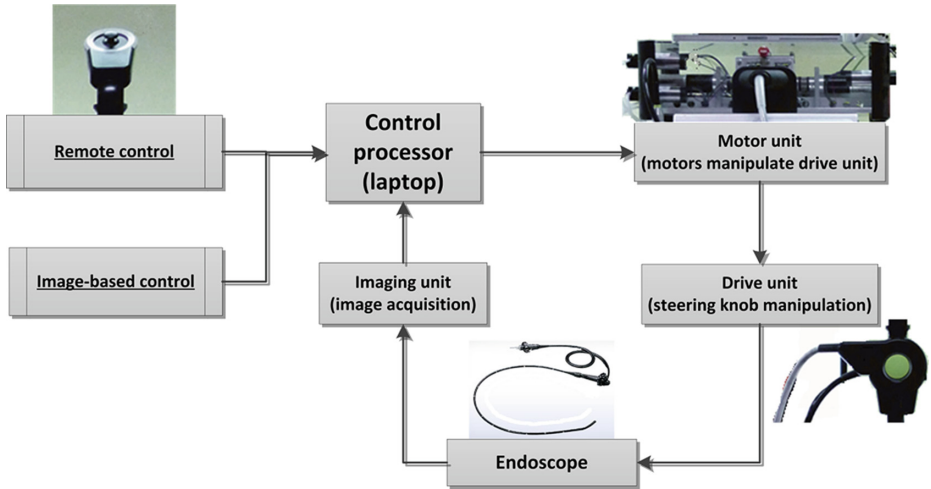 Remote control
Control
processor
(laptop)
Motor unit
(motors manipulate drive unit)
Image-based control
Imaging unit
(image acquisition)
Drive unit
(steering knob manipulation)
Endoscope